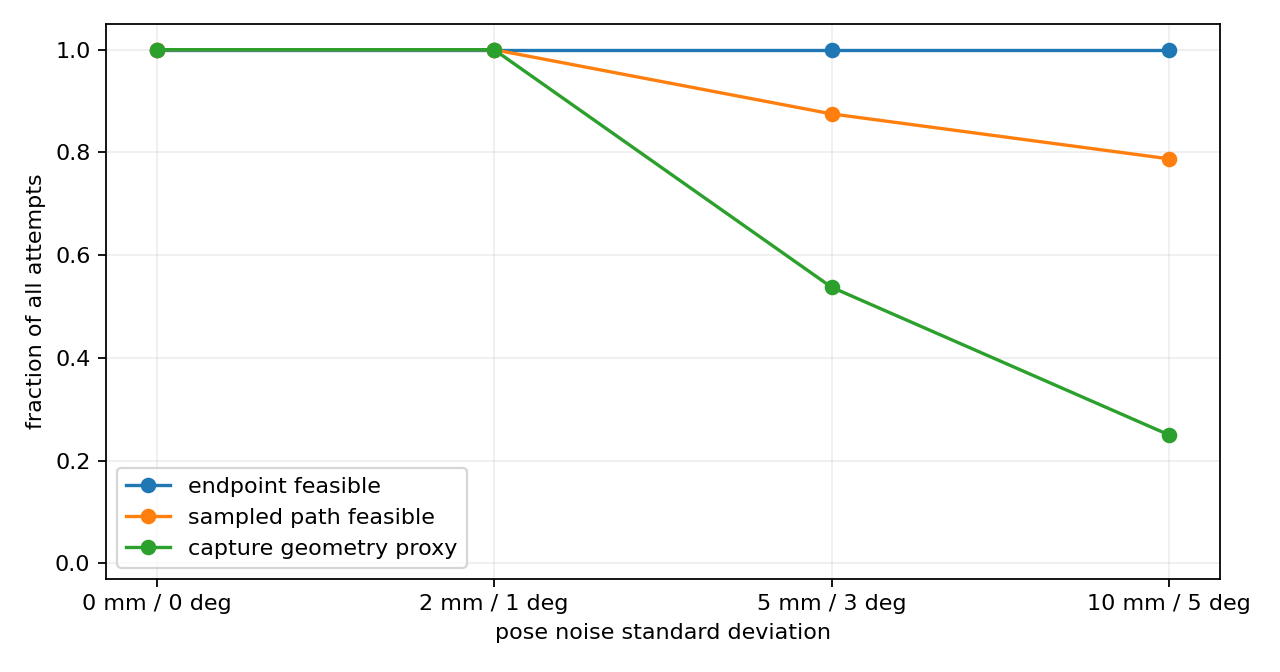 1.0
0.8
0.6
0.4
0.2
0.0
fraction of all attempts
endpoint feasible
sampled path feasible
capture geometry proxy
0 mm / 0 deg
2 mm / 1 deg
5 mm / 3 deg
10 mm / 5 deg
pose noise standard deviation